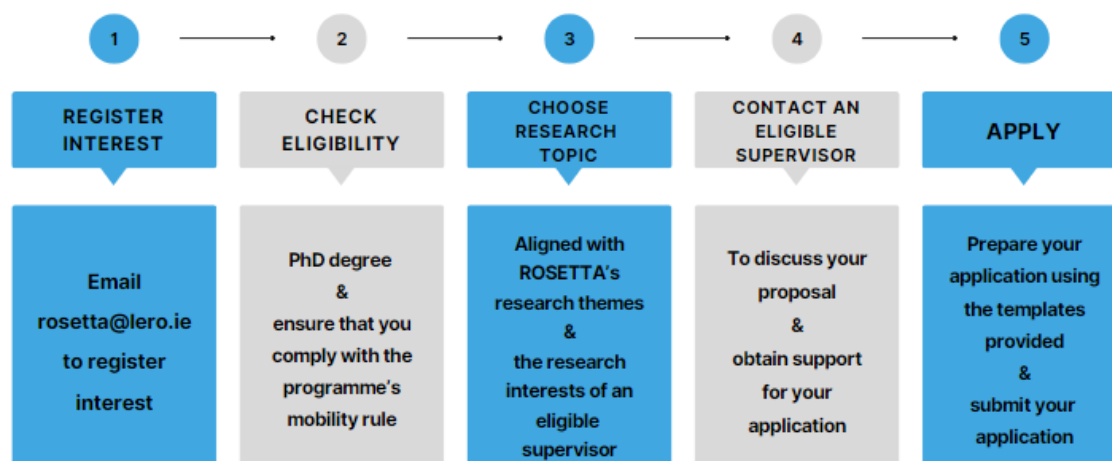 1
2
3
4
5
REGISTER
INTEREST
CHECK
ELIGIBILITY
CHOOSE
RESEARCH
TOPIC
CONTACT AN
ELIGIBLE
SUPERVISOR
APPLY
Email
rosetta@lero.ie
to register
interest
PhD degree
&
ensure that you
comply with the
programme's
mobility rule
Aligned with
ROSETTA's
research themes
&
the research
interests of an
eligible
supervisor
To discuss your
proposal
&
obtain support
for your
application
Prepare your
application using
the templates
provided
&
submit your
application